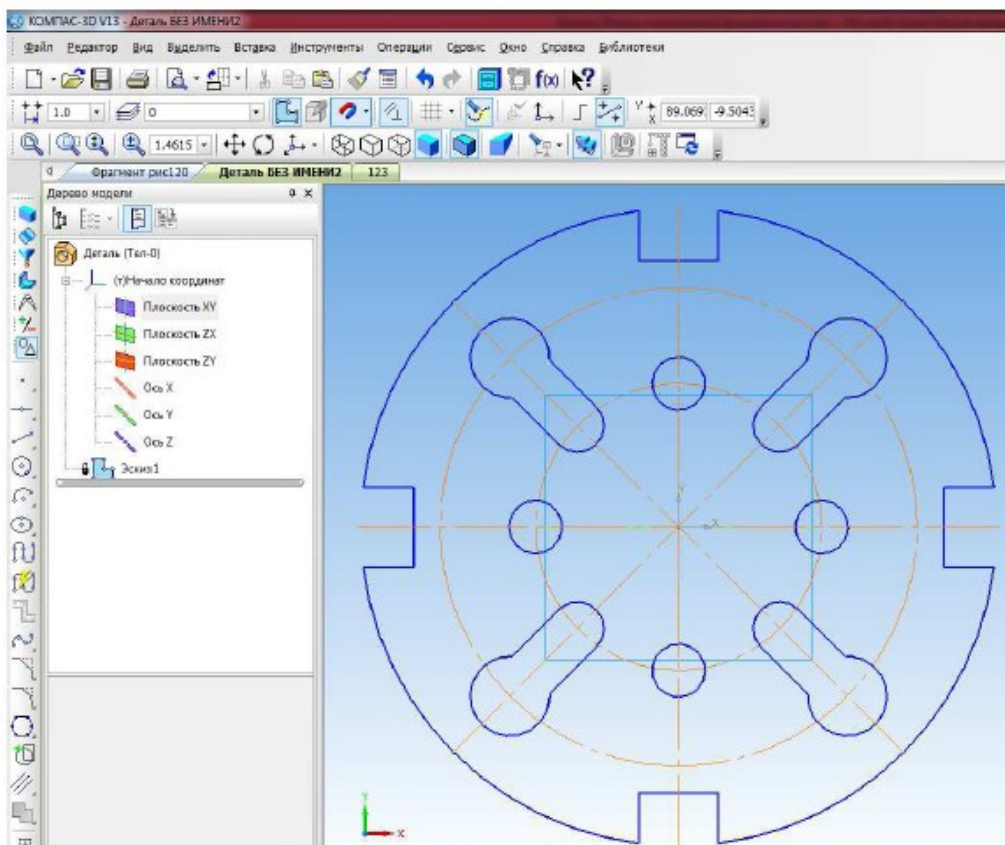 КОМПАС-3D V13 - Деталь БЕЗ ИМЕНИ2
Файл Редактор Вид Выделить Вставка Инструменты Операции Сервис Окно Справка Библиотеки
f(x)
1.0 0 Y X 89.069 -9.5043
1.4615
Фрагмент рис120 Деталь БЕЗ ИМЕНИ2 123
Дерево модели
Деталь (Тел-0)
(т)Начало координат
Плоскость XY
Плоскость ZX
Плоскость ZY
Ось X
Ось Y
Ось Z
Эскиз1
Y
X
Y
X